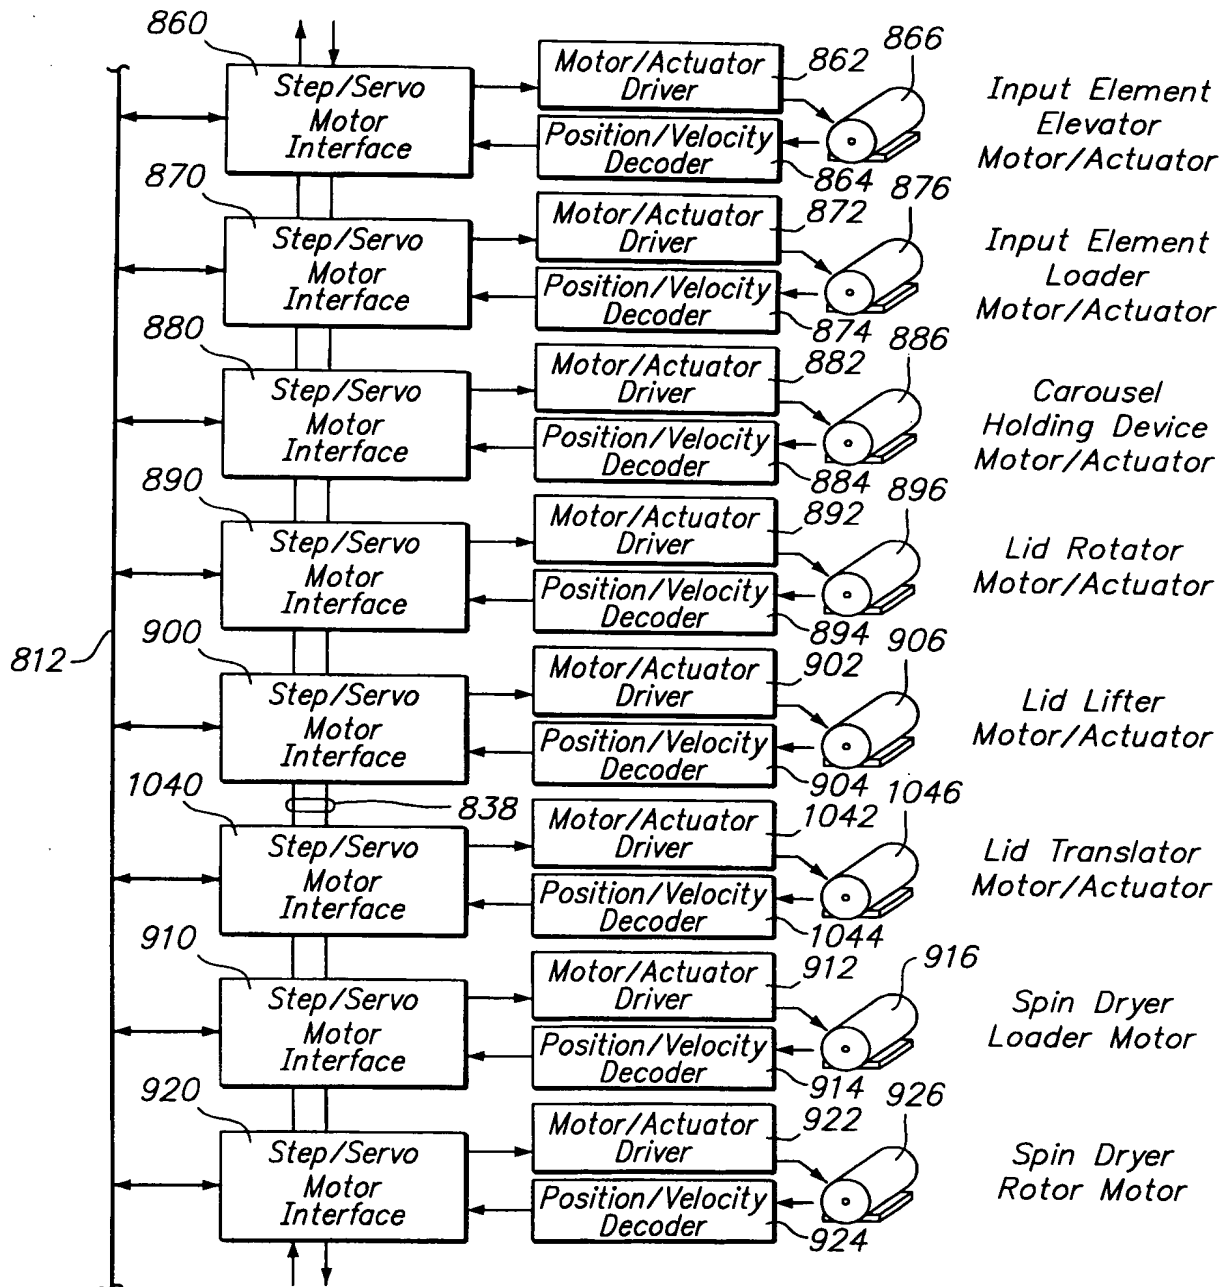 860
Step/Servo
Motor
Interface
Motor/Actuator
Driver
862
866
Position/Velocity
Decoder
864
Input Element
Elevator
Motor/Actuator
870
Step/Servo
Motor
Interface
Motor/Actuator
Driver
872
876
Position/Velocity
Decoder
874
Input Element
Loader
Motor/Actuator
880
Step/Servo
Motor
Interface
Motor/Actuator
Driver
882
886
Position/Velocity
Decoder
884
Carousel
Holding Device
Motor/Actuator
890
Step/Servo
Motor
Interface
Motor/Actuator
Driver
892
896
Position/Velocity
Decoder
894
Lid Rotator
Motor/Actuator
812
900
Step/Servo
Motor
Interface
Motor/Actuator
Driver
902
906
Position/Velocity
Decoder
904
Lid Lifter
Motor/Actuator
838
1040
Step/Servo
Motor
Interface
Motor/Actuator
Driver
1042
1046
Position/Velocity
Decoder
1044
Lid Translator
Motor/Actuator
910
Step/Servo
Motor
Interface
Motor/Actuator
Driver
912
916
Position/Velocity
Decoder
914
Spin Dryer
Loader Motor
920
Step/Servo
Motor
Interface
Motor/Actuator
Driver
922
926
Position/Velocity
Decoder
924
Spin Dryer
Rotor Motor